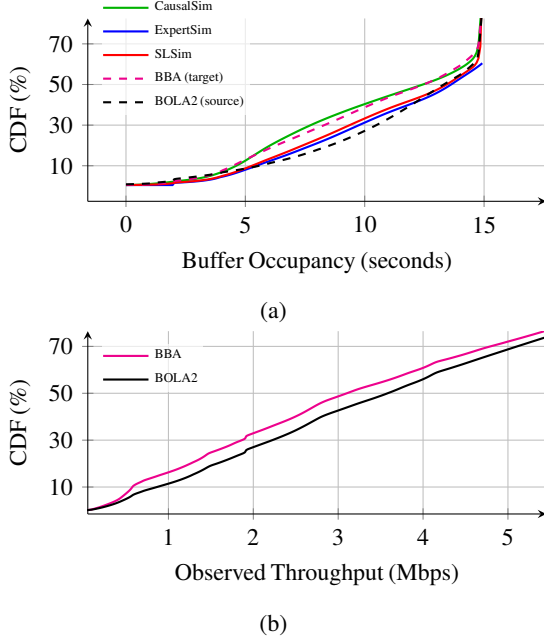 CausalSim
ExpertSim
SLSim
BBA (target)
BOLA2 (source)
CDF (%)
70
50
30
10
0
5
10
15
Buffer Occupancy (seconds)
(a)
BBA
BOLA2
CDF (%)
70
50
30
10
1
2
3
4
5
Observed Throughput (Mbps)
(b)